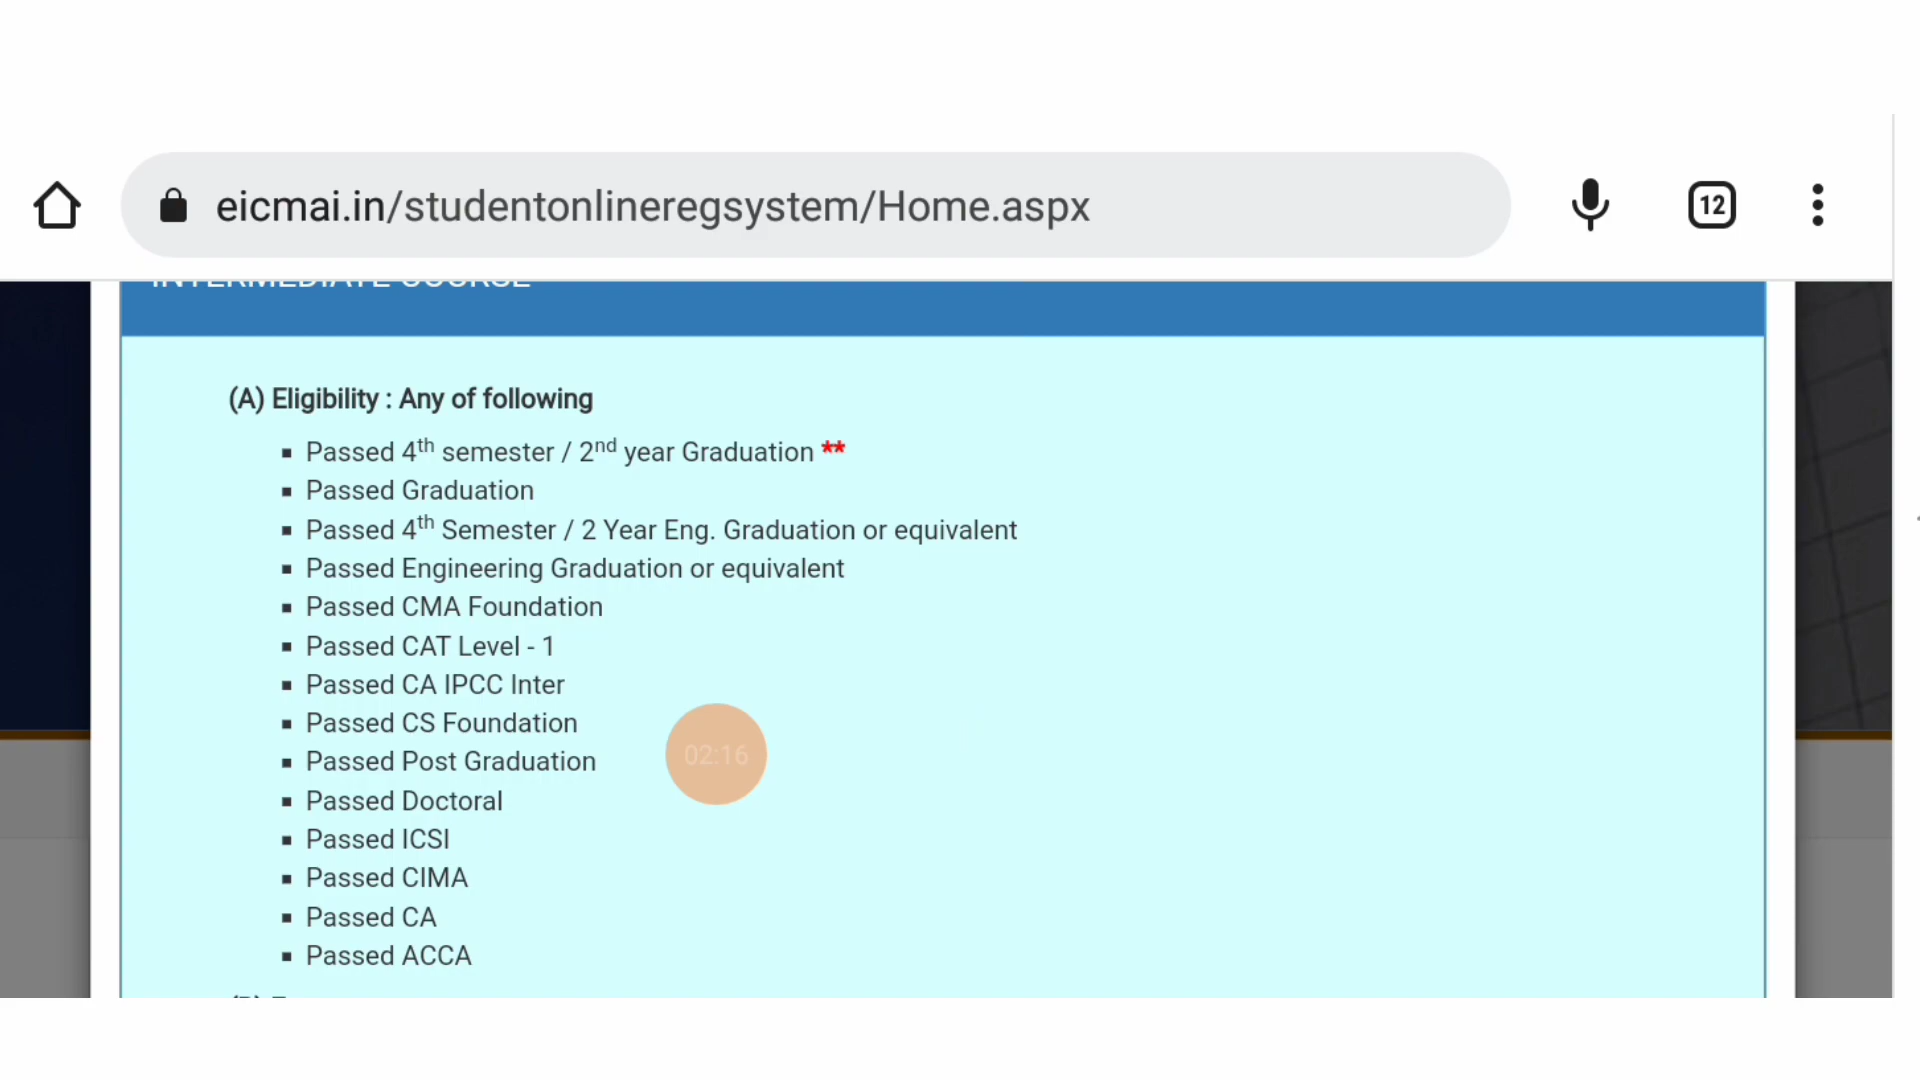 eicmai.in/studentonlineregsystem/Home.aspx
12
INTERMEDIATE COURSE
(A) Eligibility : Any of following
▪ Passed 4th semester / 2nd year Graduation **
▪ Passed Graduation
▪ Passed 4th Semester / 2 Year Eng. Graduation or equivalent
▪ Passed Engineering Graduation or equivalent
▪ Passed CMA Foundation
▪ Passed CAT Level - 1
▪ Passed CA IPCC Inter
▪ Passed CS Foundation
▪ Passed Post Graduation
02:16
▪ Passed Doctoral
▪ Passed ICSI
▪ Passed CIMA
▪ Passed CA
▪ Passed ACCA